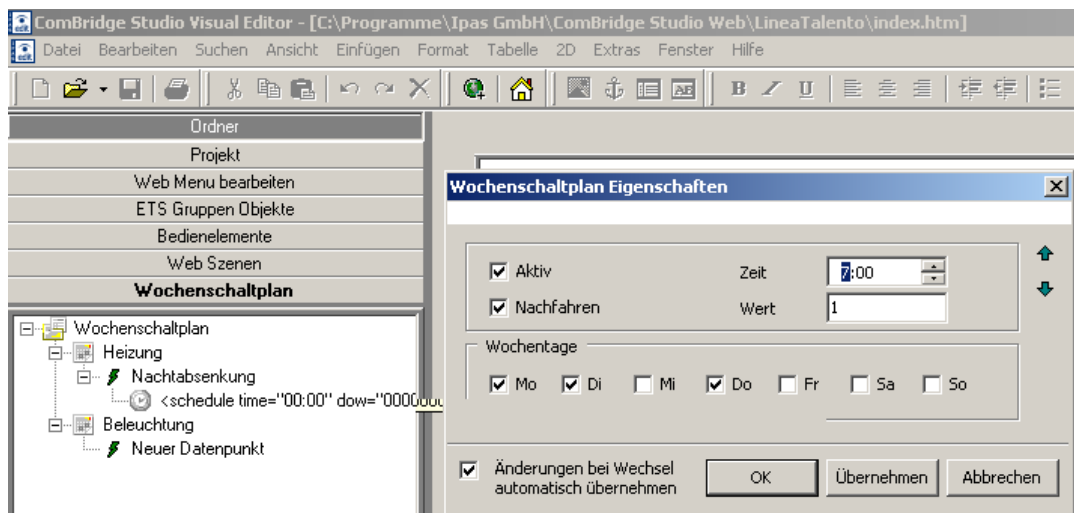 ComBridge Studio Visual Editor - [C:\Programme\Ipas GmbH\ComBridge Studio Web\LineaTalento\index.htm]
Datei Bearbeiten Suchen Ansicht Einfügen Format Tabelle 2D Extras Fenster Hilfe
B I U
Ordner
Projekt
Web Menu bearbeiten
ETS Gruppen Objekte
Bedienelemente
Web Szenen
Wochenschaltplan
Wochenschaltplan
Heizung
Nachtabsenkung
<schedule time="00:00" dow="0000000
Beleuchtung
Neuer Datenpunkt
Wochenschaltplan Eigenschaften
Aktiv Zeit 7:00
Nachfahren Wert 1
Wochentage
Mo Di Mi Do Fr Sa So
Änderungen bei Wechsel
automatisch übernehmen
OK Übernehmen Abbrechen